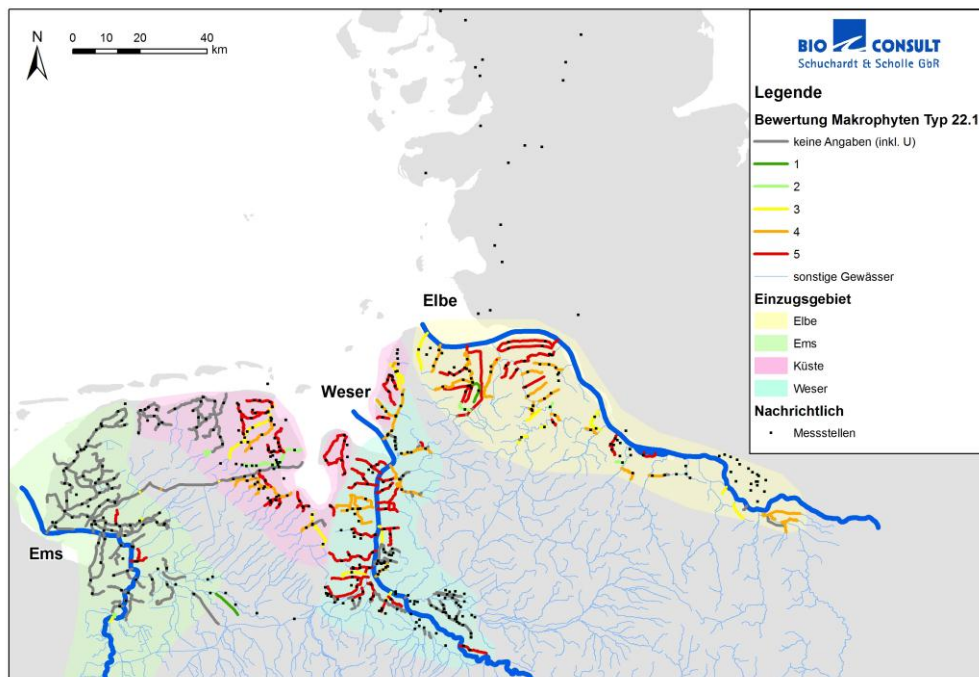 N
0 10 20 40
km
BIO CONSULT
Schuchardt & Scholle GbR
Legende
Bewertung Makrophyten Typ 22.1
keine Angaben (inkl. U)
1
2
3
4
5
sonstige Gewässer
Einzugsgebiet
Elbe
Ems
Küste
Weser
Nachrichtlich
Messstellen
Elbe
Weser
Ems